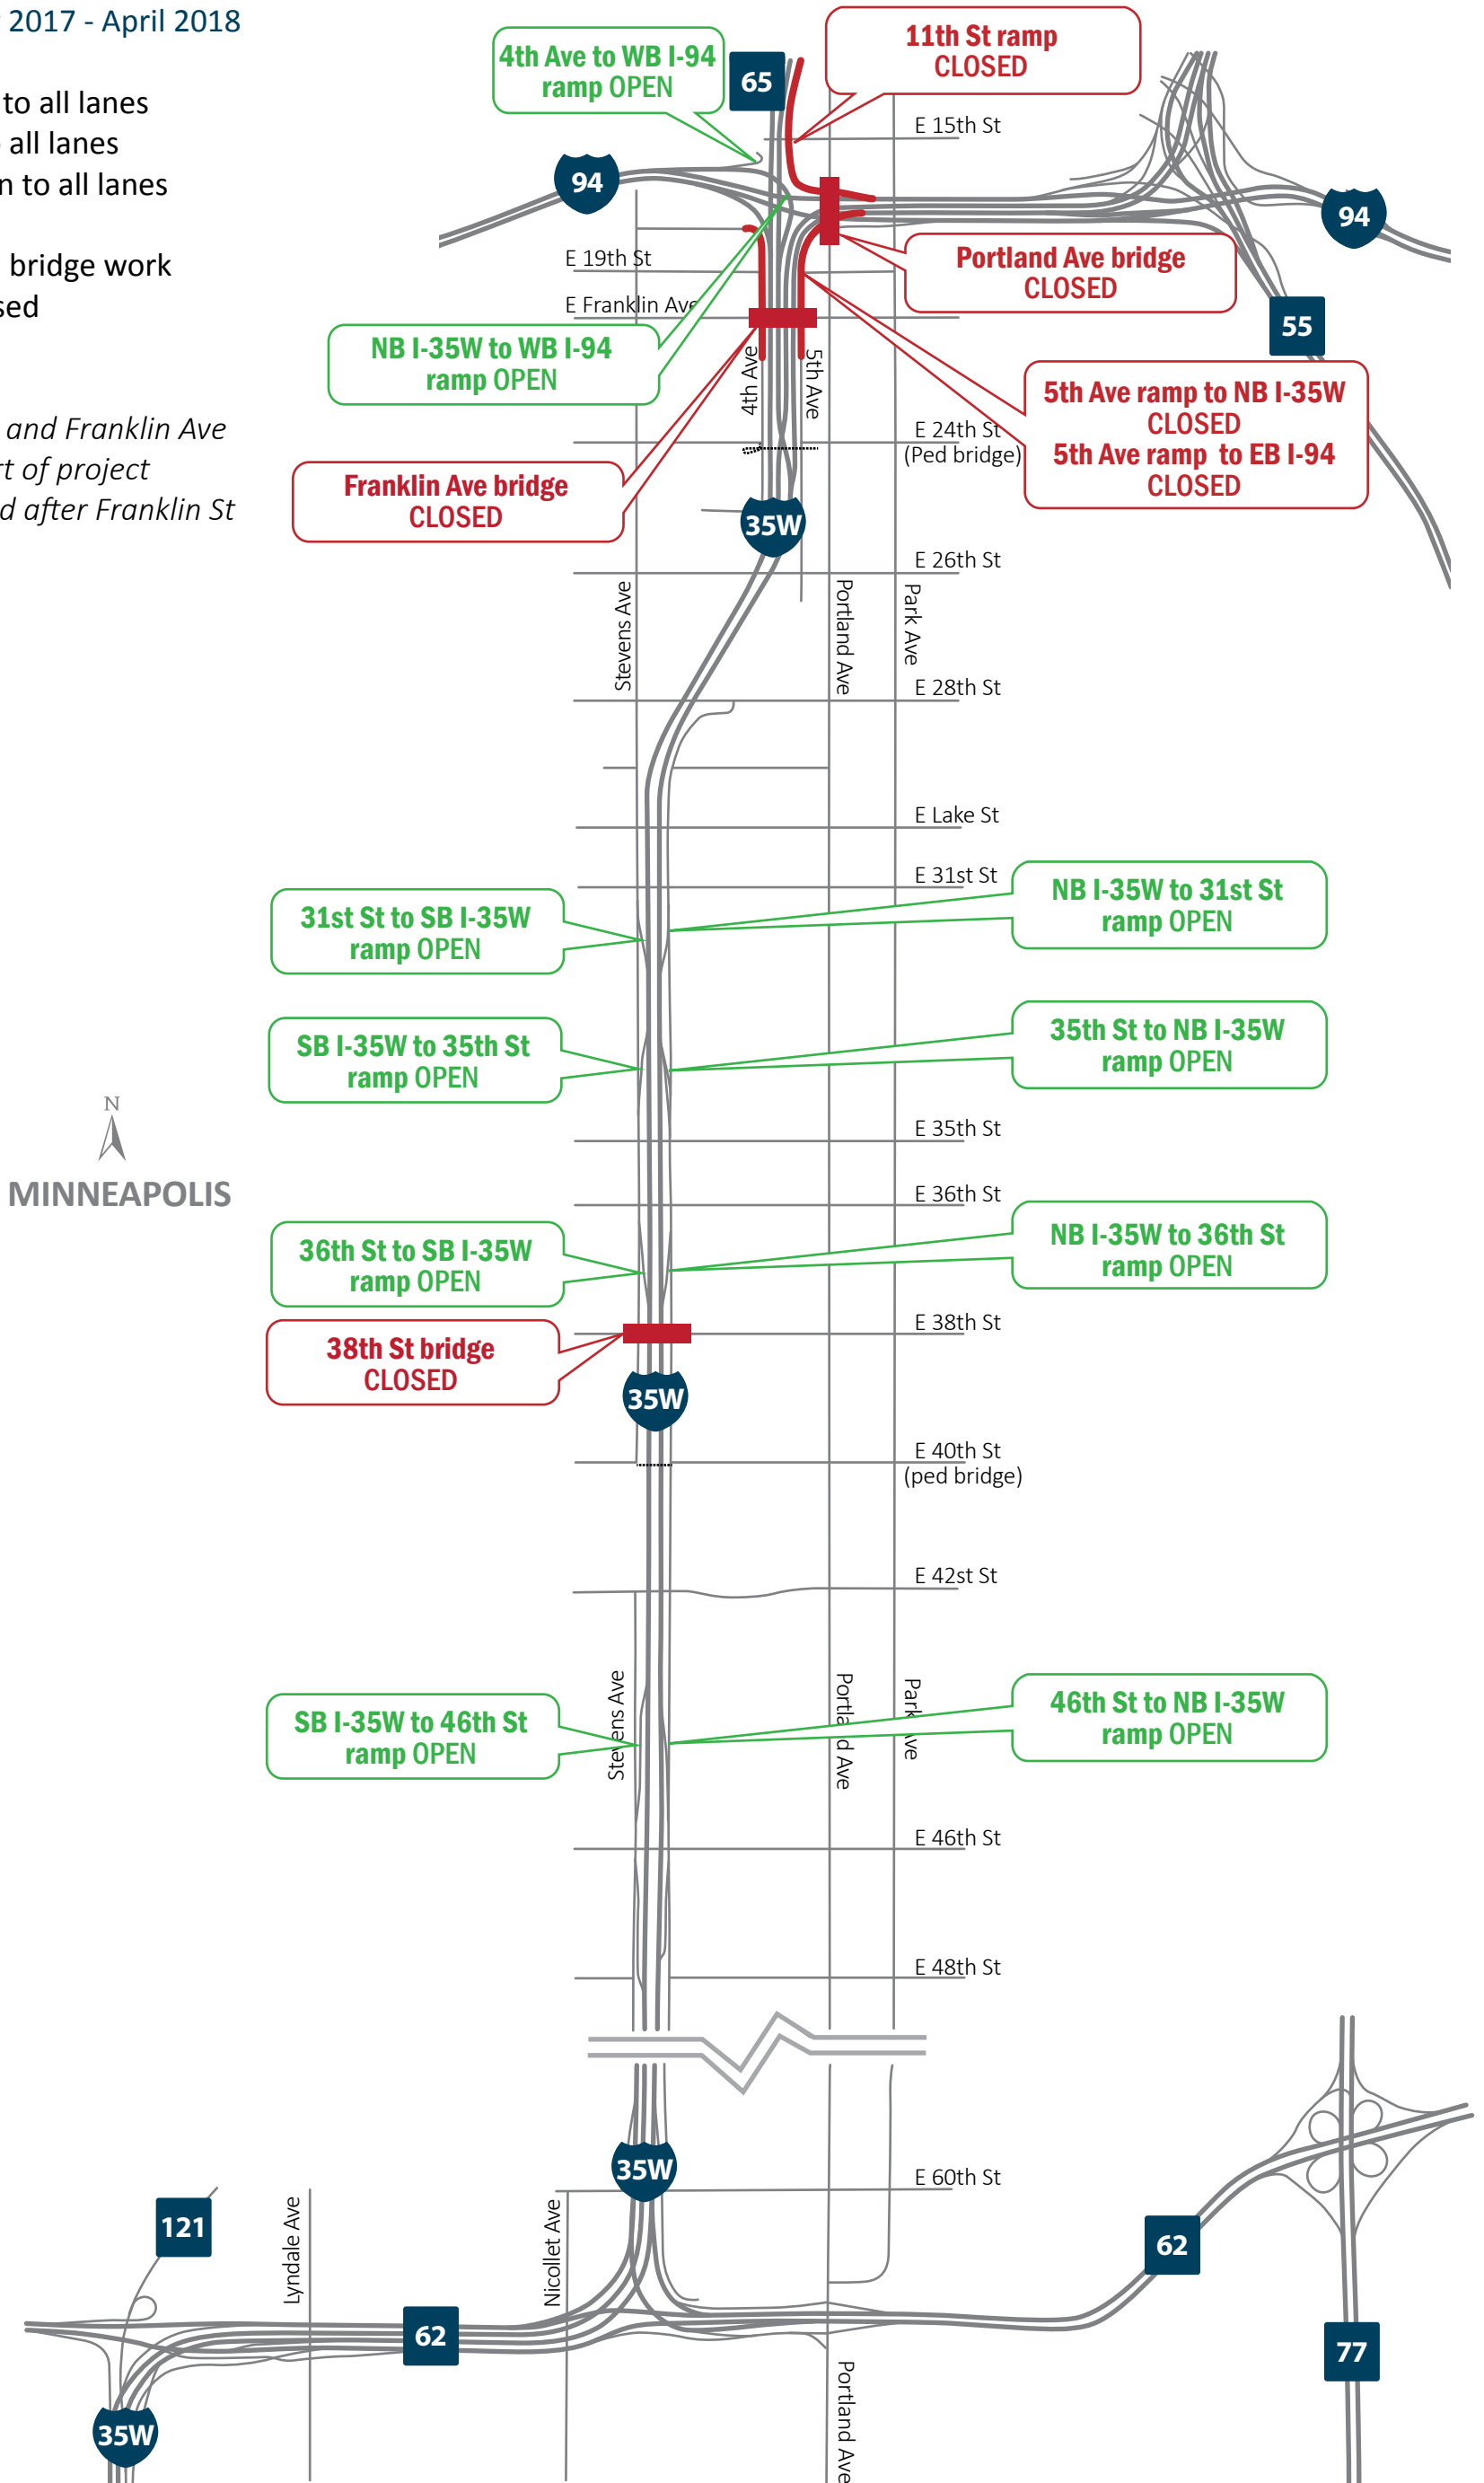 2017 - April 2018
to all lanes
all lanes
n to all lanes
bridge work
sed
and Franklin Ave
rt of project
d after Franklin St
4th Ave to WB I-94
ramp OPEN
65
11th St ramp
CLOSED
E 15th St
94
94
E 19th St
Portland Ave bridge
CLOSED
E Franklin Ave
55
NB I-35W to WB I-94
ramp OPEN
4th Ave
5th Ave
5th Ave ramp to NB I-35W
CLOSED
5th Ave ramp to EB I-94
CLOSED
E 24th St
(Ped bridge)
Franklin Ave bridge
CLOSED
35W
E 26th St
Stevens Ave
Portland Ave
Park Ave
E 28th St
E Lake St
E 31st St
31st St to SB I-35W
ramp OPEN
NB I-35W to 31st St
ramp OPEN
SB I-35W to 35th St
ramp OPEN
35th St to NB I-35W
ramp OPEN
N
MINNEAPOLIS
E 35th St
E 36th St
36th St to SB I-35W
ramp OPEN
NB I-35W to 36th St
ramp OPEN
E 38th St
38th St bridge
CLOSED
35W
E 40th St
(ped bridge)
E 42st St
Stevens Ave
Portland Ave
Park Ave
SB I-35W to 46th St
ramp OPEN
46th St to NB I-35W
ramp OPEN
E 46th St
E 48th St
35W
E 60th St
121
Lyndale Ave
Nicollet Ave
62
62
77
Portland Ave
35W